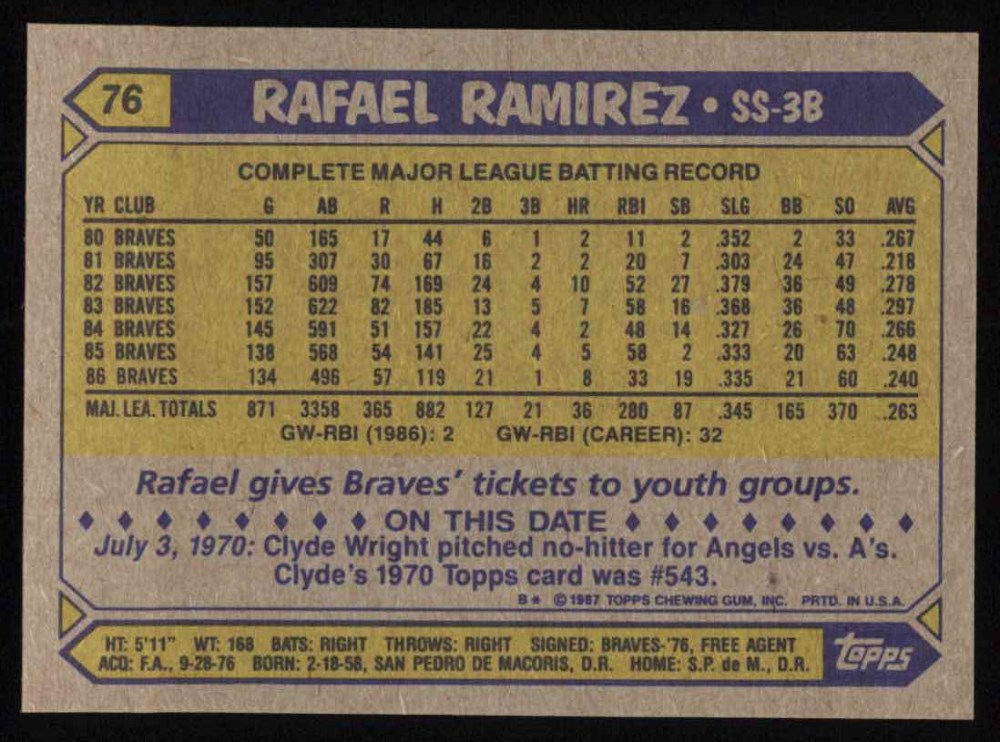 76 RAFAEL RAMIREZ • SS-3B
COMPLETE MAJOR LEAGUE BATTING RECORD
YR CLUB G AB R H 2B 3B HR RBI SB SLG BB SO AVG
80 BRAVES 50 165 17 44 6 1 2 11 2 .352 2 33 .267
81 BRAVES 95 307 30 67 16 2 2 20 7 .303 24 47 .218
82 BRAVES 157 609 74 169 24 4 10 52 27 .379 36 49 .278
83 BRAVES 152 622 82 185 13 5 7 58 16 .368 36 48 .297
84 BRAVES 145 591 51 157 22 4 2 48 14 .327 26 70 .266
85 BRAVES 138 568 54 141 25 4 5 58 2 .333 20 63 .248
86 BRAVES 134 496 57 119 21 1 8 33 19 .335 21 60 .240
MAJ. LEA. TOTALS 871 3358 365 882 127 21 36 280 87 .345 165 370 .263
GW-RBI (1986): 2 GW-RBI (CAREER): 32
Rafael gives Braves' tickets to youth groups.
♦ ♦ ♦ ♦ ♦ ♦ ♦ ♦ ON THIS DATE ♦ ♦ ♦ ♦ ♦ ♦ ♦ ♦
July 3, 1970: Clyde Wright pitched no-hitter for Angels vs. A's.
Clyde's 1970 Topps card was #543.
B* © 1987 TOPPS CHEWING GUM, INC. PRTD. IN U.S.A.
HT: 5'11" WT: 168 BATS: RIGHT THROWS: RIGHT SIGNED: BRAVES-'76, FREE AGENT
ACQ: F.A., 9-28-76 BORN: 2-18-58, SAN PEDRO DE MACORIS, D.R. HOME: S.P. de M., D.R.
TOPPS